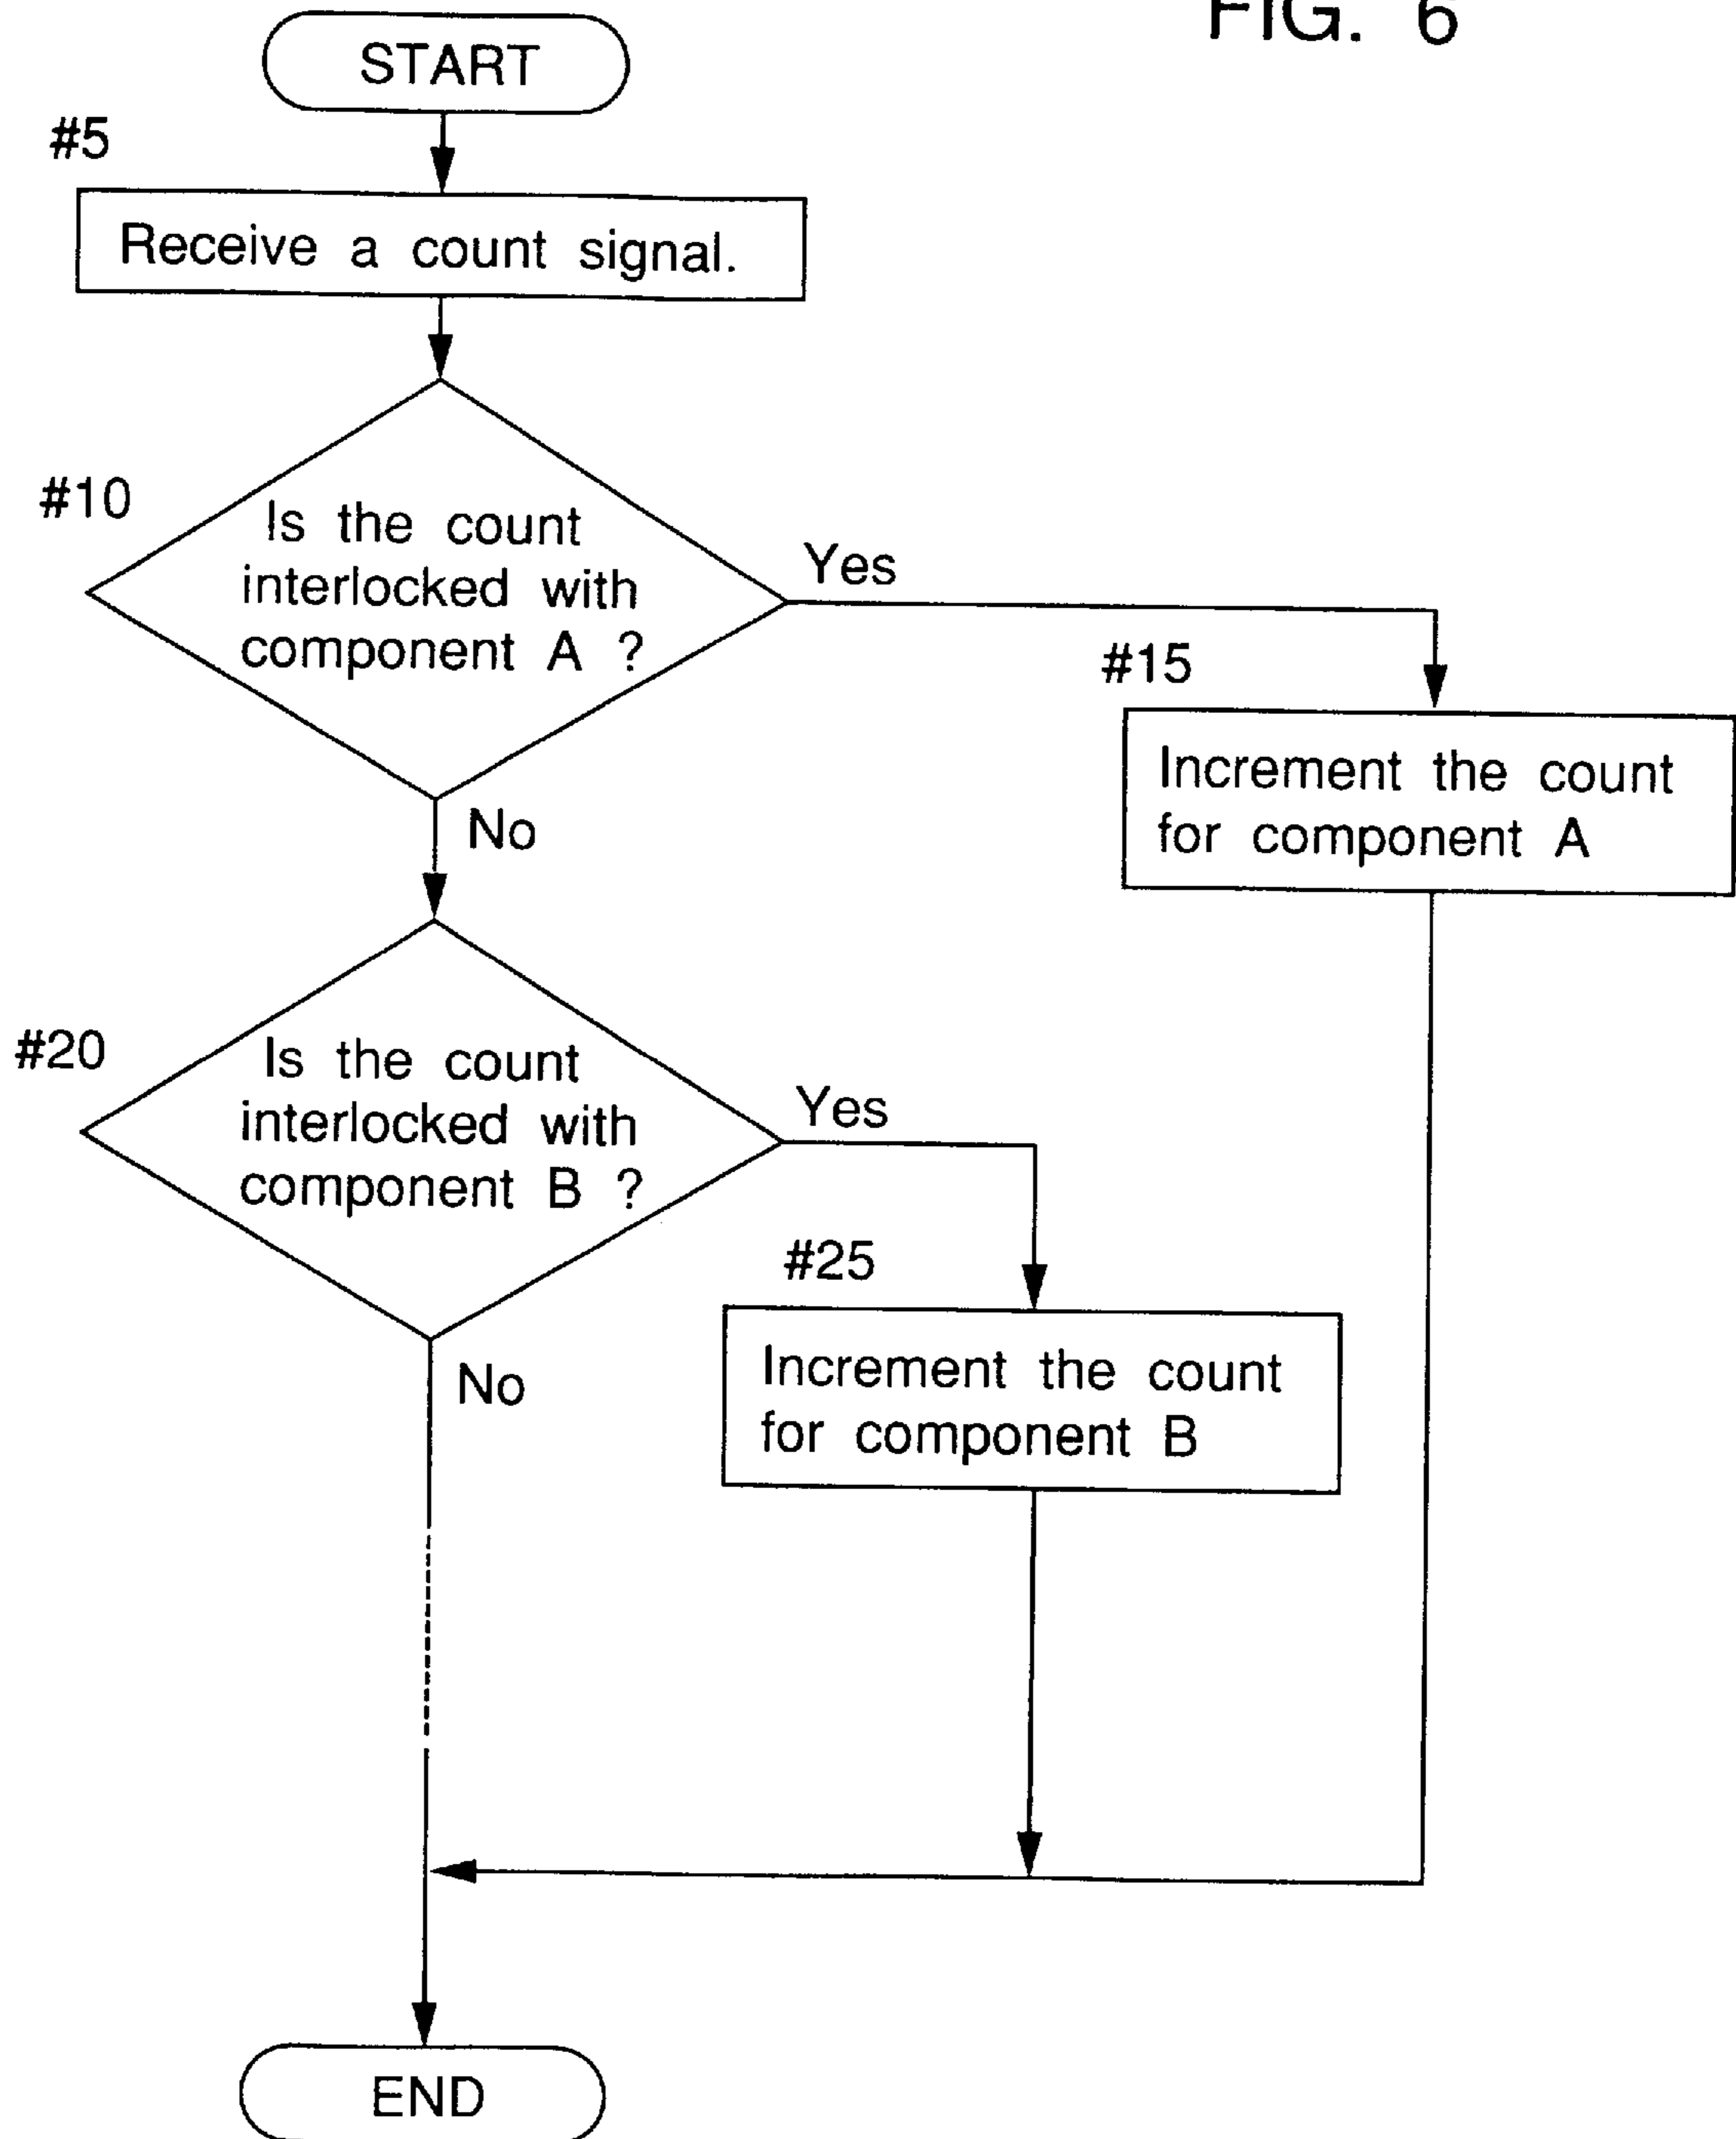 FIG. 6
START
#5
Receive a count signal.
#10
Is the count
interlocked with
component A ?
Yes
#15
Increment the count
for component A
No
#20
Is the count
interlocked with
component B ?
Yes
#25
Increment the count
for component B
No
END